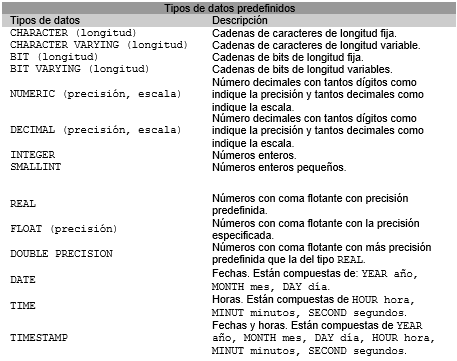 Tipos de datos predefinidos
Tipos de datos Descripción
CHARACTER (longitud) Cadenas de caracteres de longitud fija.
CHARACTER VARYING (longitud) Cadenas de caracteres de longitud variable.
BIT (longitud) Cadenas de bits de longitud fija.
BIT VARYING (longitud) Cadenas de bits de longitud variables.
NUMERIC (precisión, escala) Número decimales con tantos dígitos como
indique la precisión y tantos decimales como
indique la escala.
DECIMAL (precisión, escala) Número decimales con tantos dígitos como
indique la precisión y tantos decimales como
indique la escala.
INTEGER Números enteros.
SMALLINT Números enteros pequeños.
REAL Números con coma flotante con precisión
predefinida.
FLOAT (precisión) Números con coma flotante con la precisión
especificada.
DOUBLE PRECISION Números con coma flotante con más precisión
predefinida que la del tipo REAL.
DATE Fechas. Están compuestas de: YEAR año,
MONTH mes, DAY día.
TIME Horas. Están compuestas de HOUR hora,
MINUT minutos, SECOND segundos.
TIMESTAMP Fechas y horas. Están compuestas de YEAR
año, MONTH mes, DAY día, HOUR hora,
MINUT minutos, SECOND segundos.